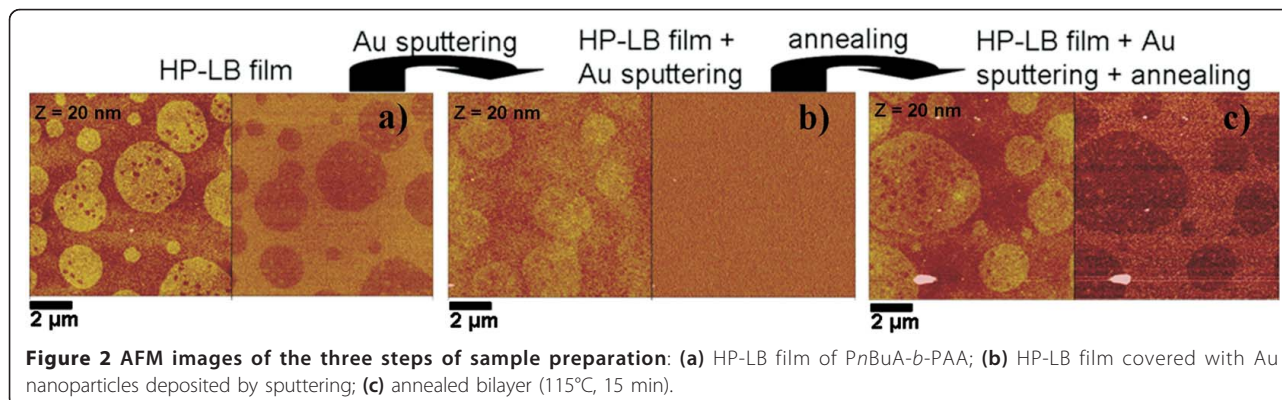 Au sputtering
HP-LB film
HP-LB film +
Au sputtering
annealing
HP-LB film + Au
sputtering + annealing
Z = 20 nm
a)
Z = 20 nm
b)
Z = 20 nm
c)
2 µm
2 µm
2 µm
Figure 2 AFM images of the three steps of sample preparation: (a) HP-LB film of PnBuA-b-PAA; (b) HP-LB film covered with Au
nanoparticles deposited by sputtering; (c) annealed bilayer (115°C, 15 min).